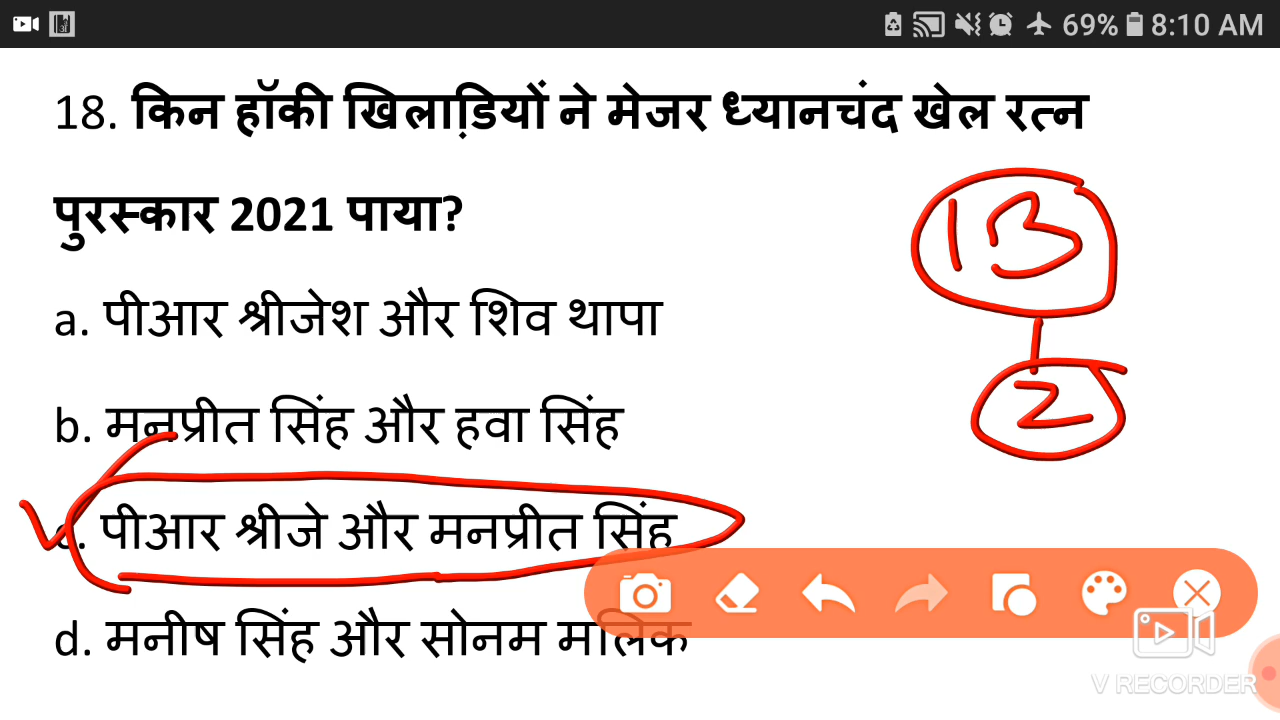 69% 8:10 AM
18. किन हॉकी खिलाड़ियों ने मेजर ध्यानचंद खेल रत्न
पुरस्कार 2021 पाया?
13
a. पीआर श्रीजेश और शिव थापा
2
b. मनप्रीत सिंह और हवा सिंह
c. पीआर श्रीजे और मनप्रीत सिंह
d. मनीष सिंह और सोनम मलिक
V RECORDER